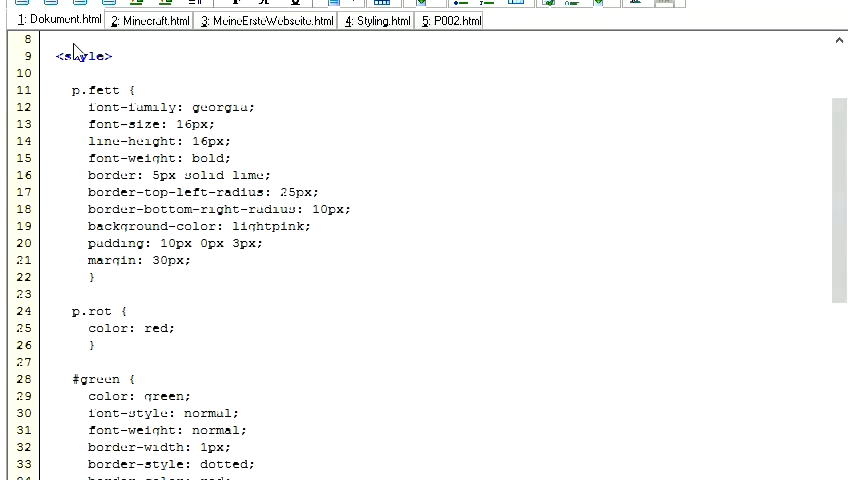 1: Dokument.html 2: Minecraft.html 3: MeineErsteWebseite.html 4: Styling.html 5: P002.html
8
9 <style>
10
11 p.fett {
12 font-family: georgia;
13 font-size: 16px;
14 line-height: 16px;
15 font-weight: bold;
16 border: 5px solid lime;
17 border-top-left-radius: 25px;
18 border-bottom-right-radius: 10px;
19 background-color: lightpink;
20 padding: 10px 0px 3px;
21 margin: 30px;
22 }
23
24 p.rot {
25 color: red;
26 }
27
28 #green {
29 color: green;
30 font-style: normal;
31 font-weight: normal;
32 border-width: 1px;
33 border-style: dotted;